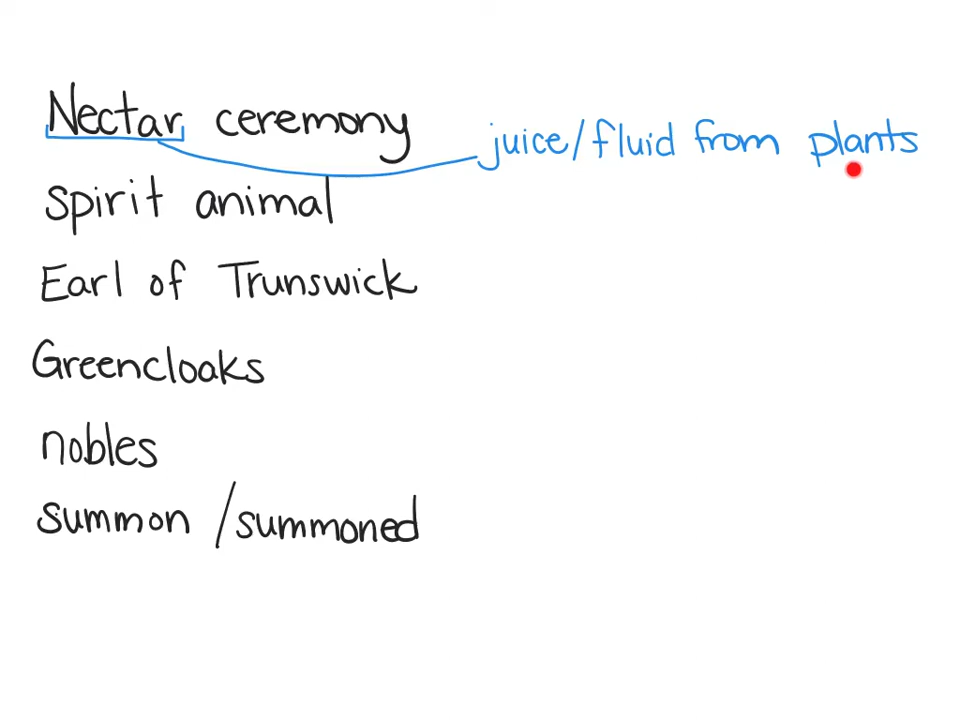 Nectar ceremony
juice/fluid from plants
spirit animal
Earl of Trunswick
Greencloaks
nobles
summon /summoned